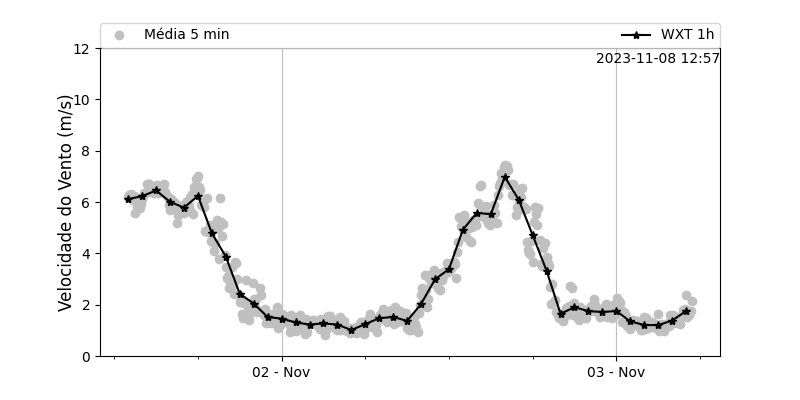 Média 5 min
WXT 1h
2023-11-08 12:57
Velocidade do Vento (m/s)
12
10
8
6
4
2
0
02 - Nov
03 - Nov